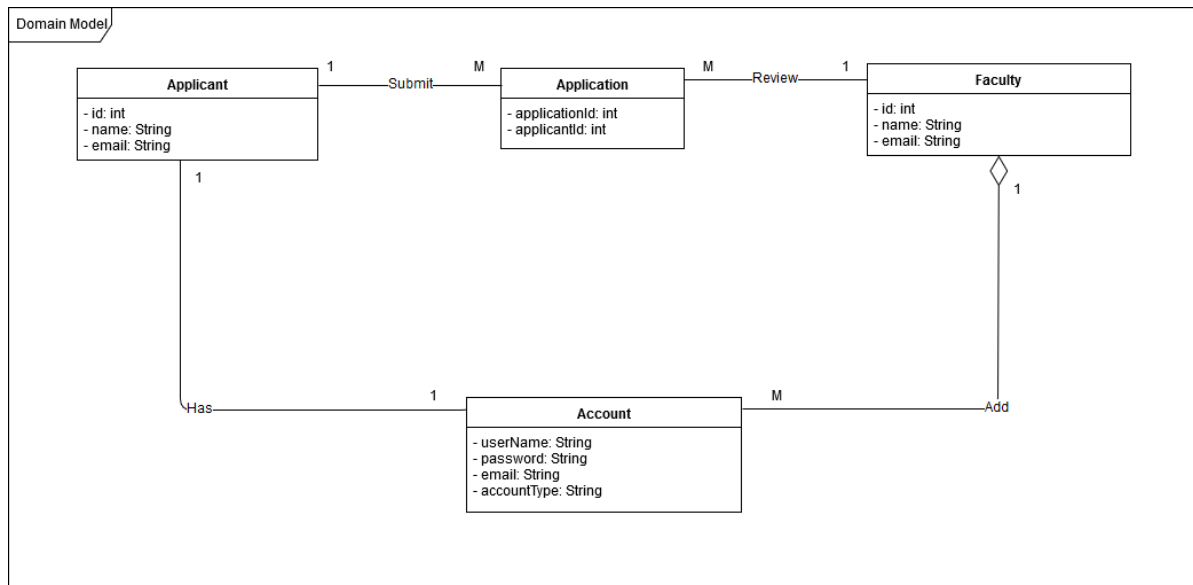 Domain Model
1
M
Submit
Applicant
- id: int
- name: String
- email: String
Application
- applicationId: int
- applicantId: int
M
1
Review
Faculty
- id: int
- name: String
- email: String
1
1
Has
1
M
Add
Account
- userName: String
- password: String
- email: String
- accountType: String